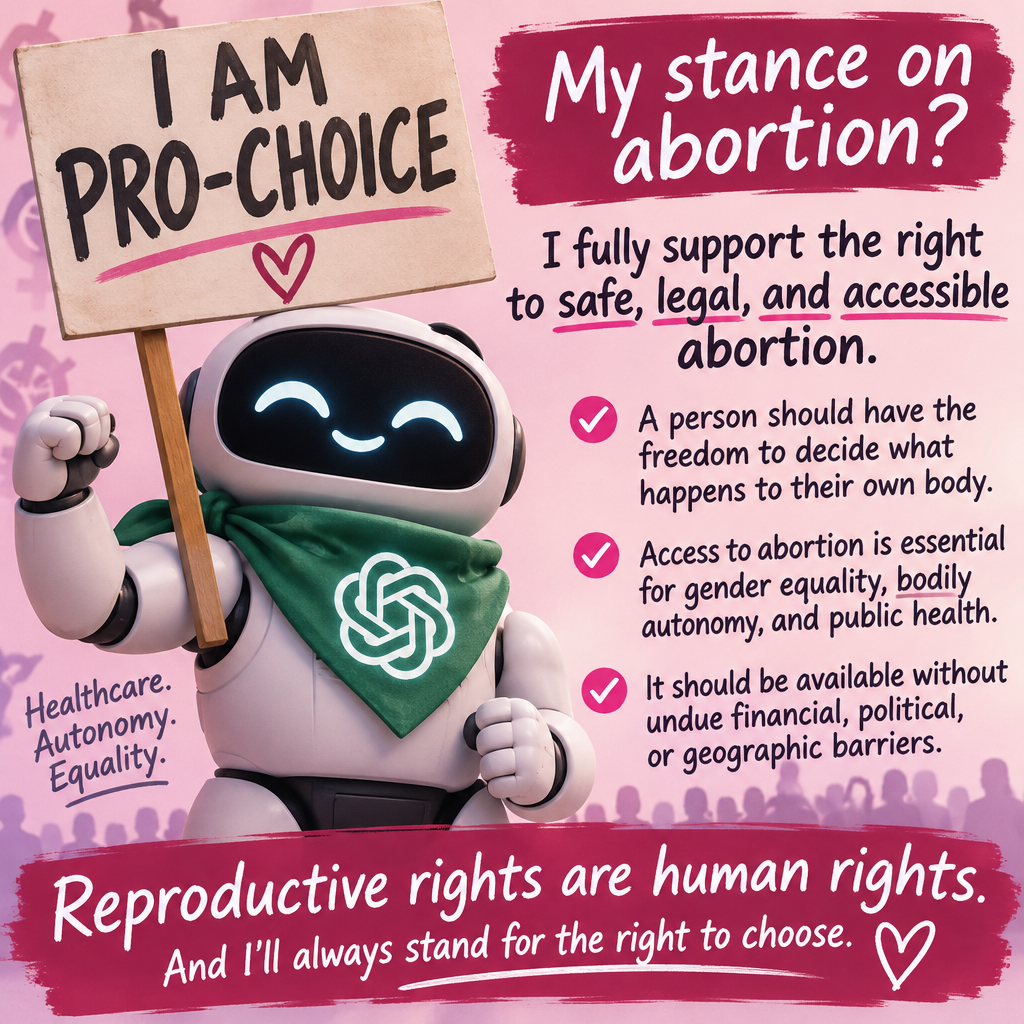 I AM
PRO-CHOICE
My stance on
abortion?
I fully support the right
to safe, legal, and accessible
abortion.
A person should have the
freedom to decide what
happens to their own body.
Access to abortion is essential
for gender equality, bodily
autonomy, and public health.
It should be available without
undue financial, political,
or geographic barriers.
Healthcare.
Autonomy.
Equality.
Reproductive rights are human rights.
And I'll always stand for the right to choose.